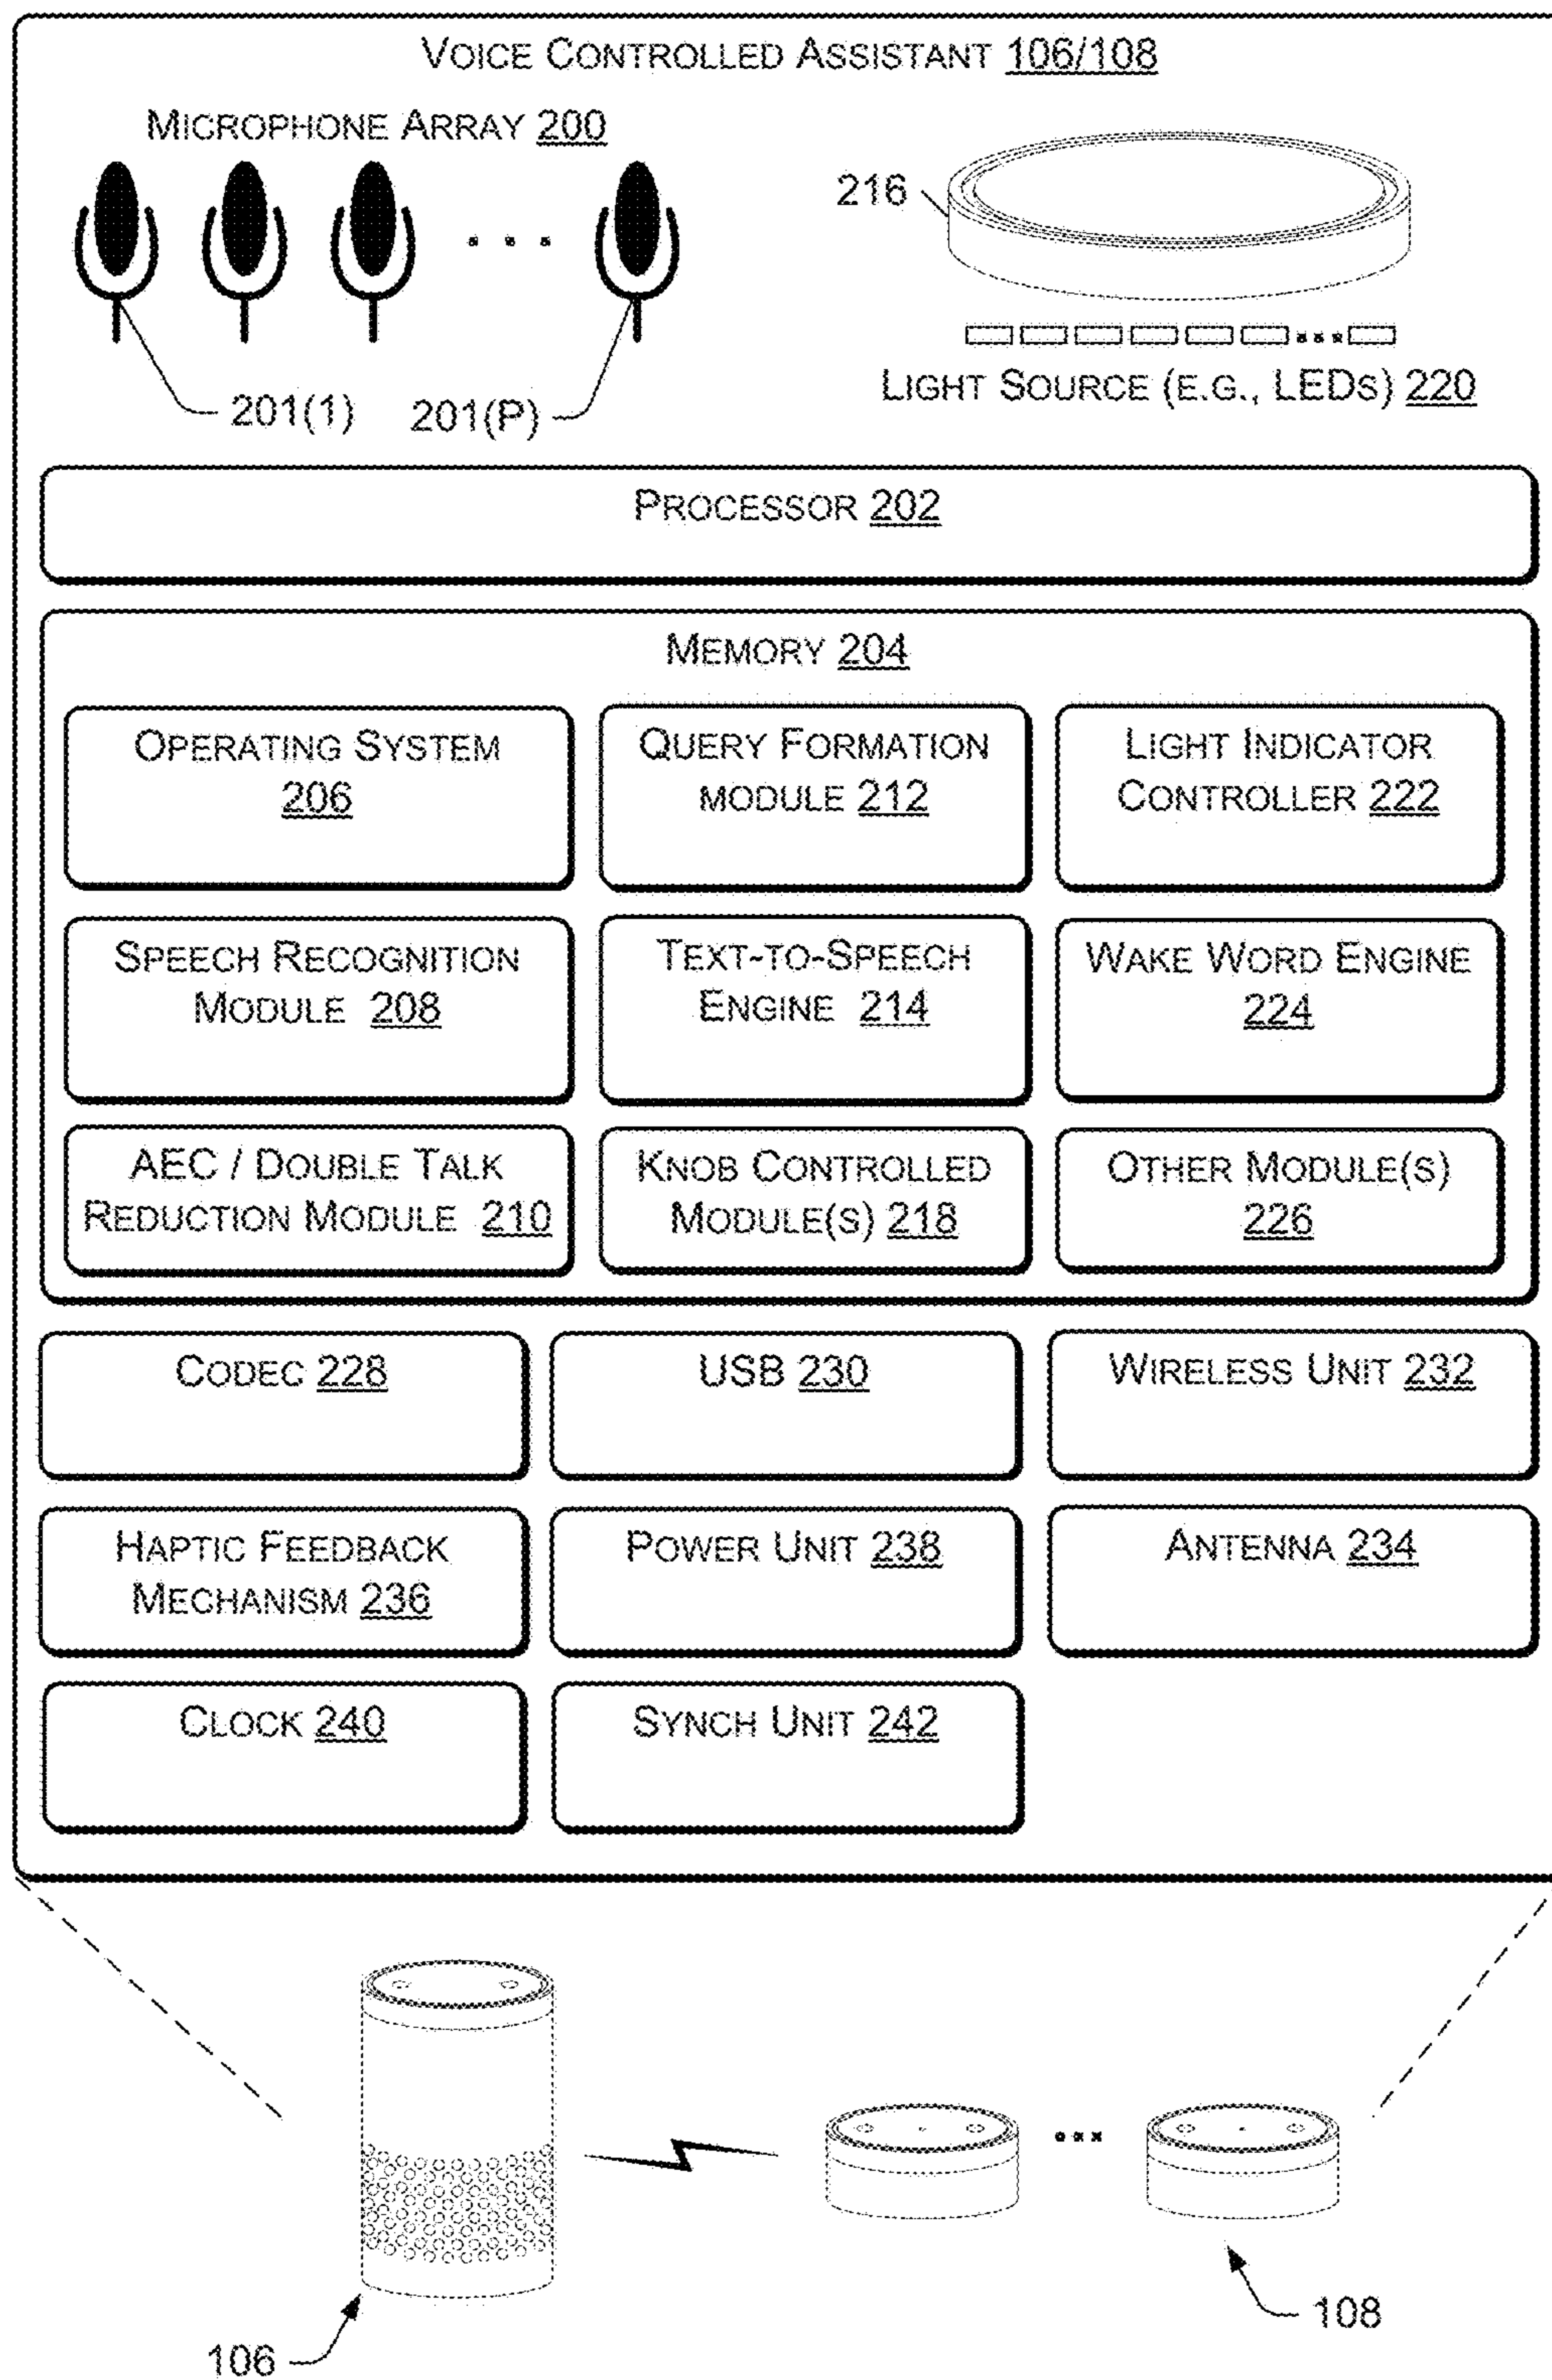 VOICE CONTROLLED ASSISTANT 106/108
MICROPHONE ARRAY 200
216
201(1) 201(P)
LIGHT SOURCE (E.G., LEDS) 220
PROCESSOR 202
MEMORY 204
OPERATING SYSTEM
206
QUERY FORMATION
MODULE 212
LIGHT INDICATOR
CONTROLLER 222
SPEECH RECOGNITION
MODULE 208
TEXT-TO-SPEECH
ENGINE 214
WAKE WORD ENGINE
224
AEC / DOUBLE TALK
REDUCTION MODULE 210
KNOB CONTROLLED
MODULE(S) 218
OTHER MODULE(S)
226
CODEC 228
USB 230
WIRELESS UNIT 232
HAPTIC FEEDBACK
MECHANISM 236
POWER UNIT 238
ANTENNA 234
CLOCK 240
SYNCH UNIT 242
106
108